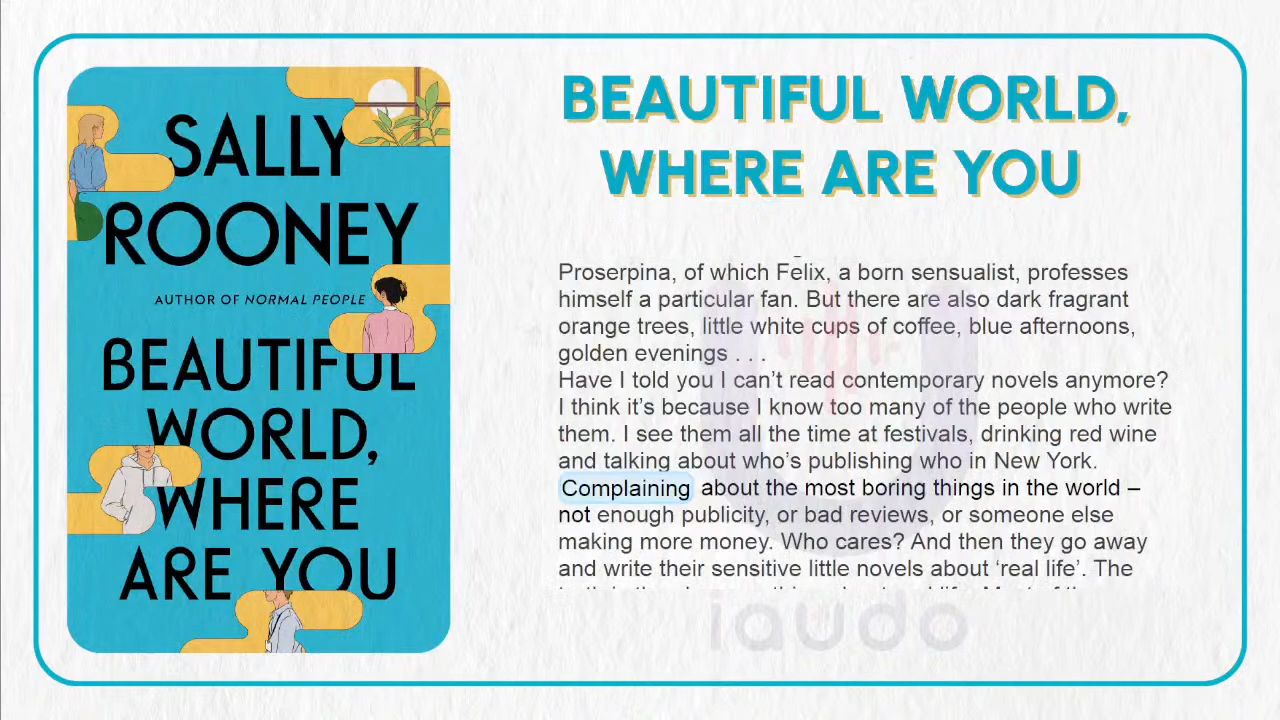 SALLY
ROONEY
AUTHOR OF NORMAL PEOPLE
BEAUTIFUL
WORLD,
WHERE
ARE YOU
BEAUTIFUL WORLD,
WHERE ARE YOU
Proserpina, of which Felix, a born sensualist, professes
himself a particular fan. But there are also dark fragrant
orange trees, little white cups of coffee, blue afternoons,
golden evenings . . .
Have I told you I can’t read contemporary novels anymore?
I think it’s because I know too many of the people who write
them. I see them all the time at festivals, drinking red wine
and talking about who’s publishing who in New York.
Complaining about the most boring things in the world –
not enough publicity, or bad reviews, or someone else
making more money. Who cares? And then they go away
and write their sensitive little novels about ‘real life’. The
iaudo